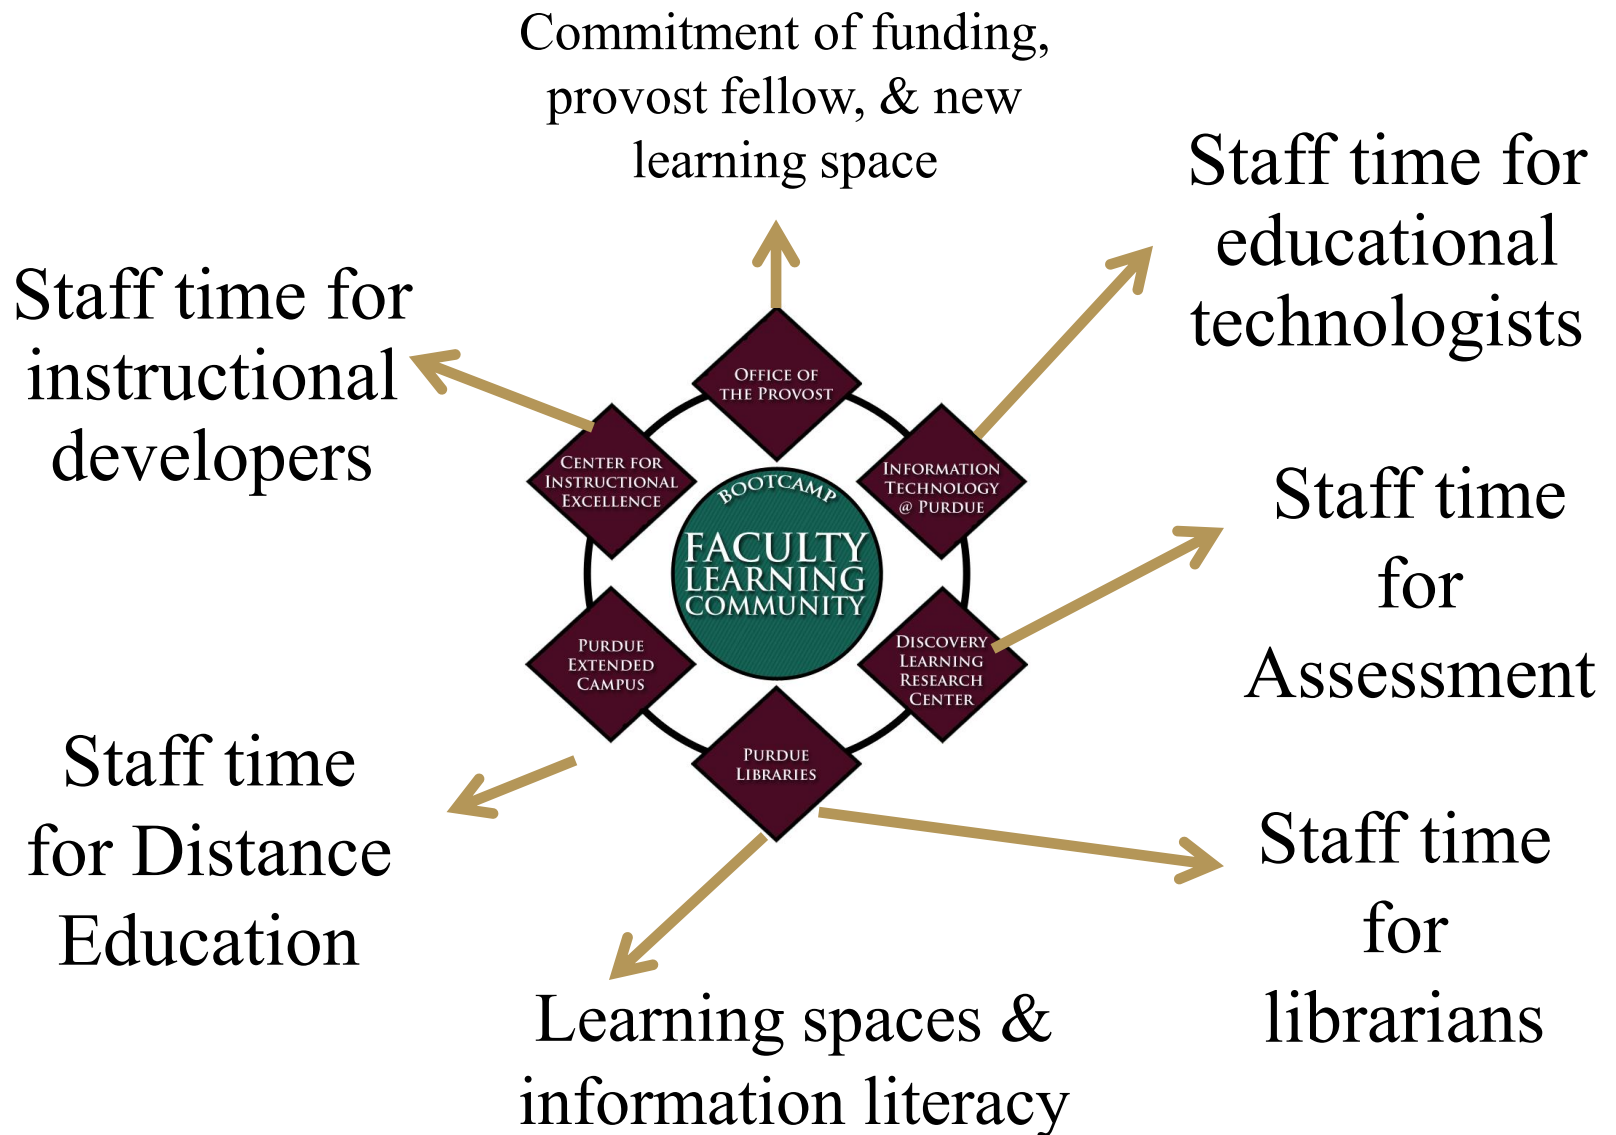 Commitment of funding,
provost fellow, & new
learning space
Staff time for
educational
technologists
Staff time for
instructional
developers
OFFICE OF
THE PROVOST
CENTER FOR
INSTRUCTIONAL
EXCELLENCE
INFORMATION
TECHNOLOGY
@ PURDUE
BOOTCAMP
FACULTY
LEARNING
COMMUNITY
Staff time
for
Assessment
PURDUE
EXTENDED
CAMPUS
DISCOVERY
LEARNING
RESEARCH
CENTER
PURDUE
LIBRARIES
Staff time
for Distance
Education
Staff time
for
librarians
Learning spaces &
information literacy